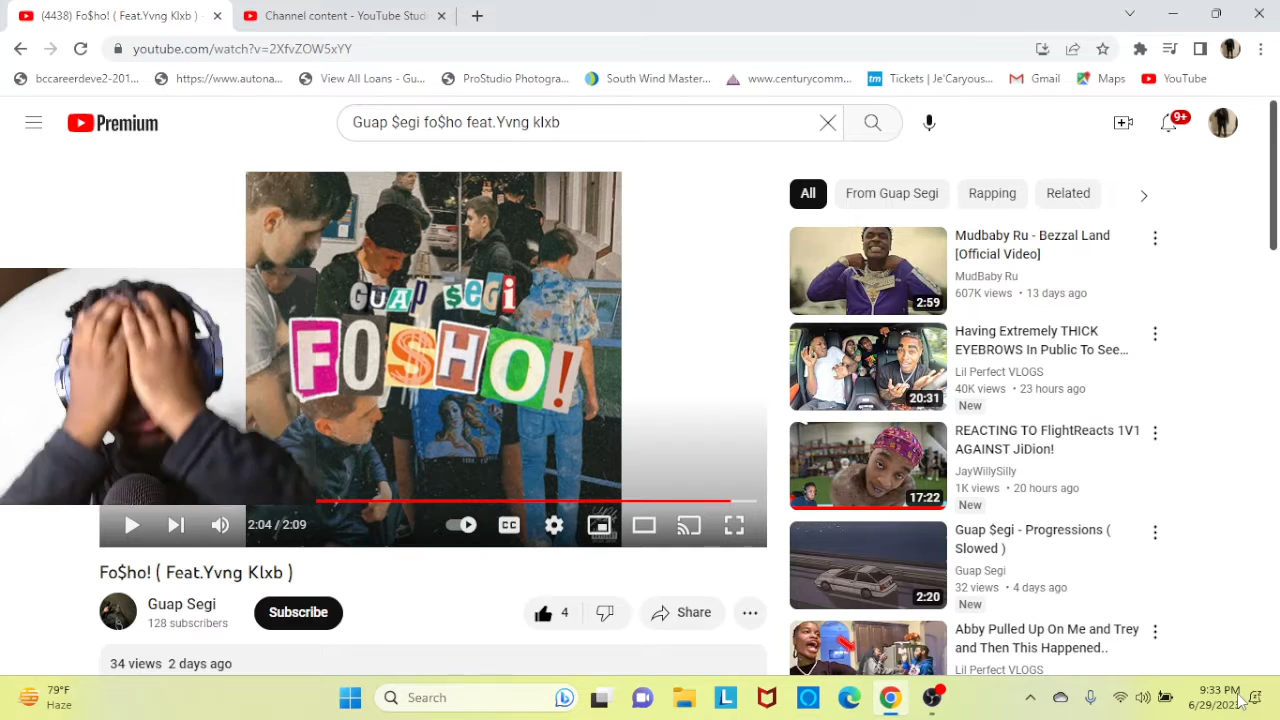 (4438) Fo$ho! ( Feat.Yvng Klxb ) -
Channel content - YouTube Stud
youtube.com/watch?v=2XfvZOW5xYY
bccareerdeve2-201...
https://www.autona...
View All Loans - Gu...
ProStudio Photogra...
South Wind Master...
www.centurycomm...
tm
Tickets | Je'Caryous...
Gmail
Maps
YouTube
Premium
Guap $egi fo$ho feat.Yvng klxb
9+
All
From Guap Segi
Rapping
Related
GUAP $EGi
FO$HO!
2:04 / 2:09
CC
Fo$ho! ( Feat.Yvng Klxb )
Guap Segi
128 subscribers
Subscribe
4
Share
34 views 2 days ago
Mudbaby Ru - Bezzal Land
[Official Video]
MudBaby Ru
607K views • 13 days ago
2:59
Having Extremely THICK
EYEBROWS In Public To See...
Lil Perfect VLOGS
40K views • 23 hours ago
New
20:31
REACTING TO FlightReacts 1V1
AGAINST JiDion!
JayWillySilly
1K views • 20 hours ago
New
17:22
Guap $egi - Progressions (
Slowed )
Guap Segi
32 views • 4 days ago
New
2:20
Abby Pulled Up On Me and Trey
and Then This Happened..
Lil Perfect VLOGS
79°F
Haze
Search
L
9:33 PM